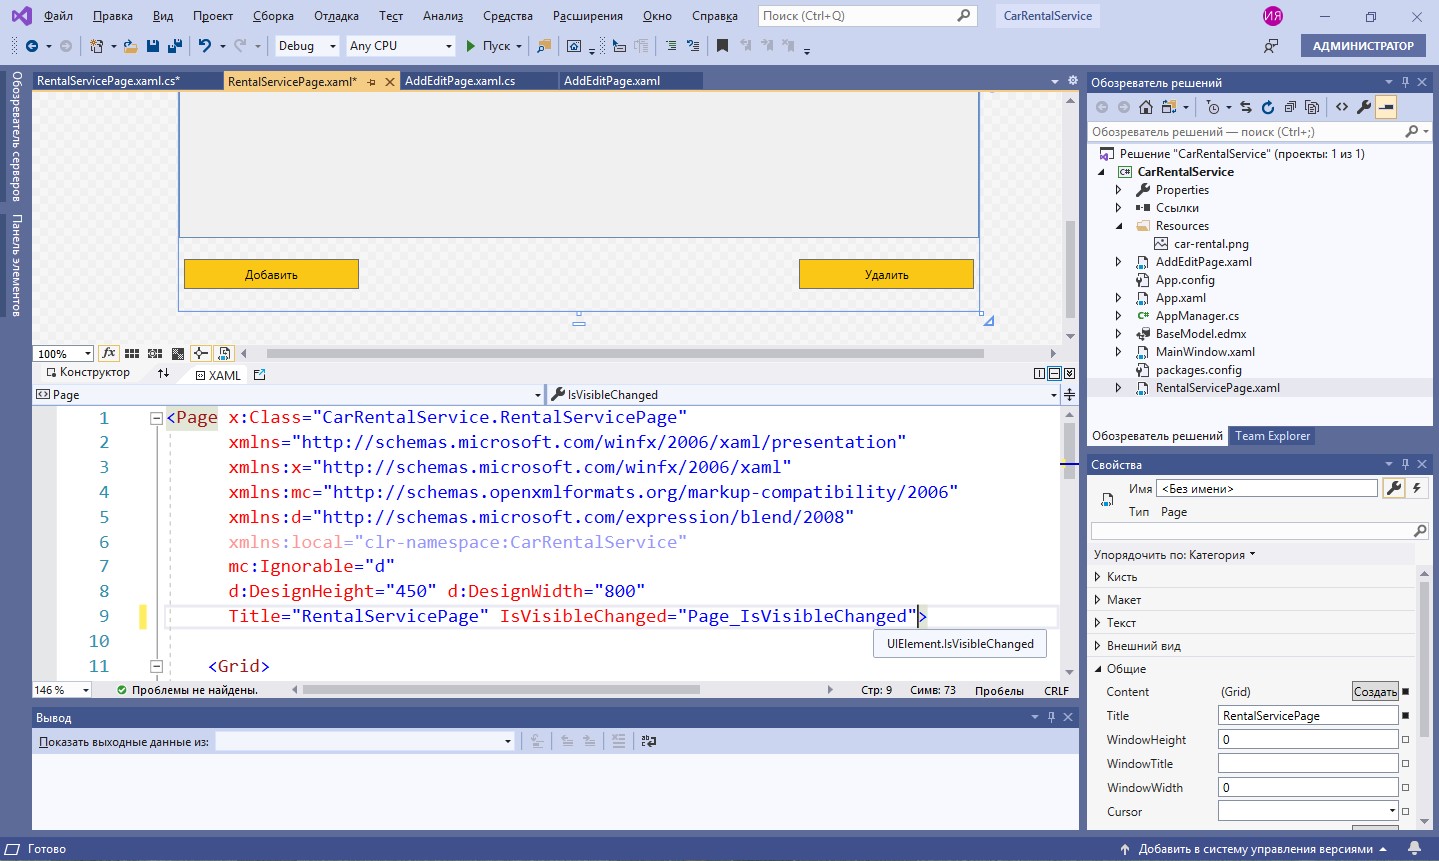 Файл Правка Вид Проект Сборка Отладка Тест Анализ Средства Расширения Окно Справка Поиск (Ctrl+Q) CarRentalService ИЯ
Debug Any CPU Пуск АДМИНИСТРАТОР
Обозреватель серверов
Панель элементов
RentalServicePage.xaml.cs* RentalServicePage.xaml* AddEditPage.xaml.cs AddEditPage.xaml
Добавить Удалить
100% fx
Конструктор XAML
Page IsVisibleChanged
1 <Page x:Class="CarRentalService.RentalServicePage"
2 xmlns="http://schemas.microsoft.com/winfx/2006/xaml/presentation"
3 xmlns:x="http://schemas.microsoft.com/winfx/2006/xaml"
4 xmlns:mc="http://schemas.openxmlformats.org/markup-compatibility/2006"
5 xmlns:d="http://schemas.microsoft.com/expression/blend/2008"
6 xmlns:local="clr-namespace:CarRentalService"
7 mc:Ignorable="d"
8 d:DesignHeight="450" d:DesignWidth="800"
9 Title="RentalServicePage" IsVisibleChanged="Page_IsVisibleChanged">
UIElement.IsVisibleChanged
10
11 <Grid>
146 % Проблемы не найдены. Стр: 9 Симв: 73 Пробелы CRLF
Вывод
Показать выходные данные из:
Обозреватель решений
Обозреватель решений — поиск (Ctrl+;)
Решение "CarRentalService" (проекты: 1 из 1)
CarRentalService
Properties
Ссылки
Resources
car-rental.png
AddEditPage.xaml
App.config
App.xaml
AppManager.cs
BaseModel.edmx
MainWindow.xaml
packages.config
RentalServicePage.xaml
Обозреватель решений Team Explorer
Свойства
Имя <Без имени>
Тип Page
Упорядочить по: Категория
Кисть
Макет
Текст
Внешний вид
Общие
Content (Grid) Создать
Title RentalServicePage
WindowHeight 0
WindowTitle
WindowWidth 0
Cursor
Готово Добавить в систему управления версиями